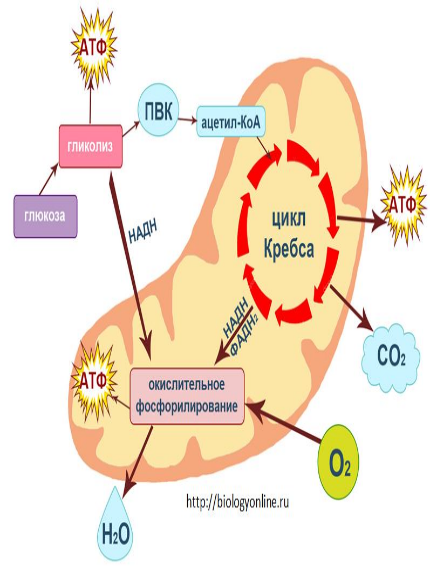 АТФ
ПВК
ацетил-КоА
гликолиз
глюкоза
НАДН
цикл
Кребса
АТФ
НАДН
ФАДН₂
CO₂
АТФ
окислительное
фосфорилирование
O₂
H₂O
http://biologyonline.ru